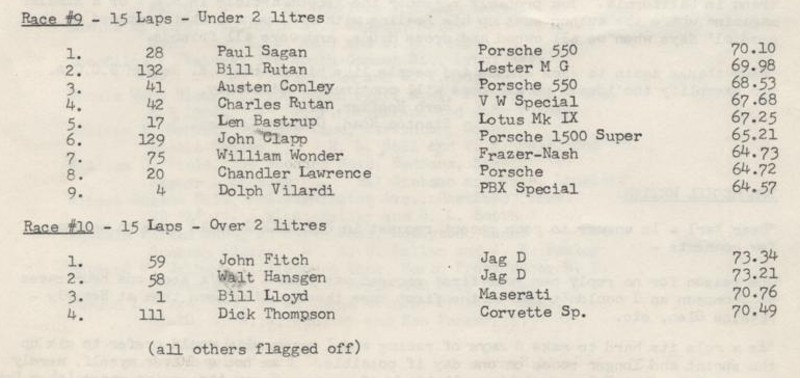 Race #9 - 15 Laps - Under 2 litres
1. 28 Paul Sagan Porsche 550 70.10
2. 132 Bill Rutan Lester M G 69.98
3. 41 Austen Conley Porsche 550 68.53
4. 42 Charles Rutan V W Special 67.68
5. 17 Len Bastrup Lotus Mk IX 67.25
6. 129 John Clapp Porsche 1500 Super 65.21
7. 75 William Wonder Frazer-Nash 64.73
8. 20 Chandler Lawrence Porsche 64.72
9. 4 Dolph Vilardi PBX Special 64.57
Race #10 - 15 Laps - Over 2 litres
1. 59 John Fitch Jag D 73.34
2. 58 Walt Hansgen Jag D 73.21
3. 1 Bill Lloyd Maserati 70.76
4. 111 Dick Thompson Corvette Sp. 70.49
(all others flagged off)